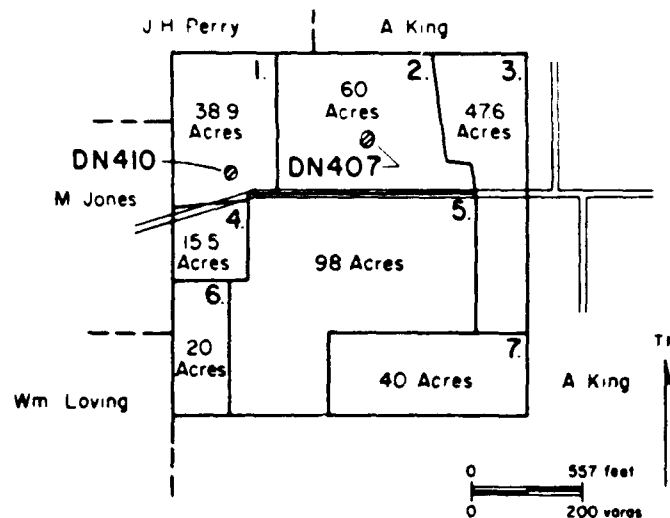 J H Perry
A King
1.
2.
3.
38.9
Acres
60
Acres
47.6
Acres
DN410
DN407
M Jones
4.
5.
15.5
Acres
98 Acres
6.
7.
20
Acres
40 Acres
Wm Loving
A King
0 557 feet
0 200 varas